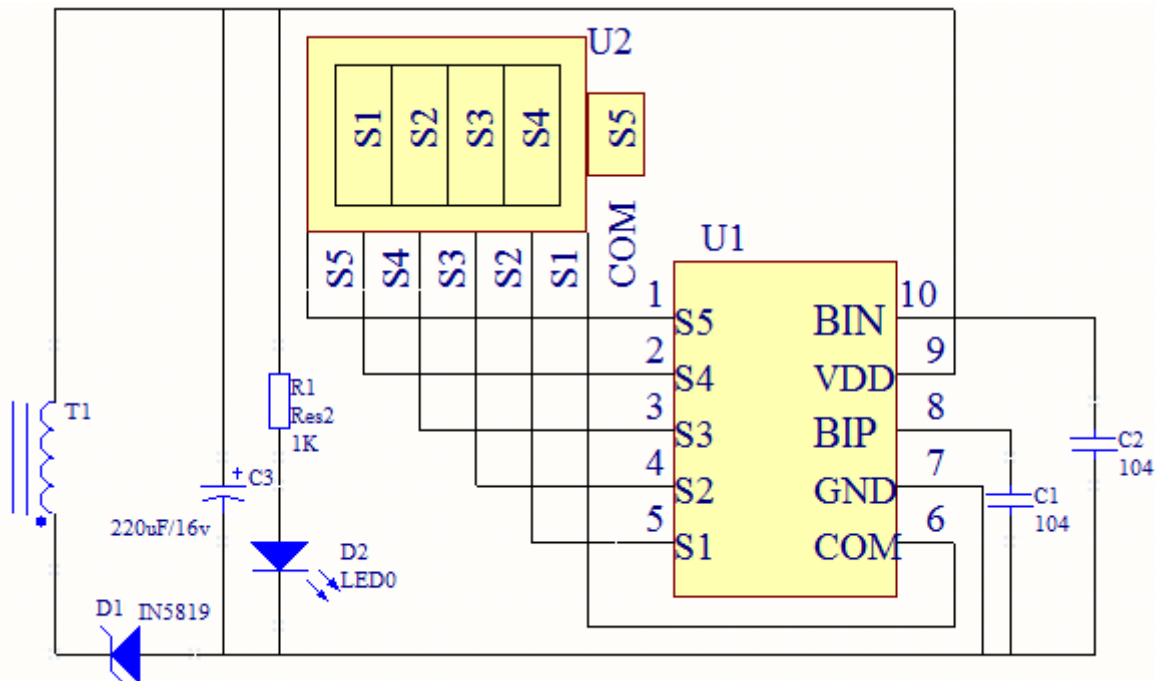 U2
S1 S2 S3 S4 S5
S5 S4 S3 S2 S1 COM
U1
1 S5 BIN 10
2 S4 VDD 9
3 S3 BIP 8
4 S2 GND 7
5 S1 COM 6
T1
R1
Res2
1K
C3
220uF/16v
D2
LED0
D1 IN5819
C2
104
C1
104